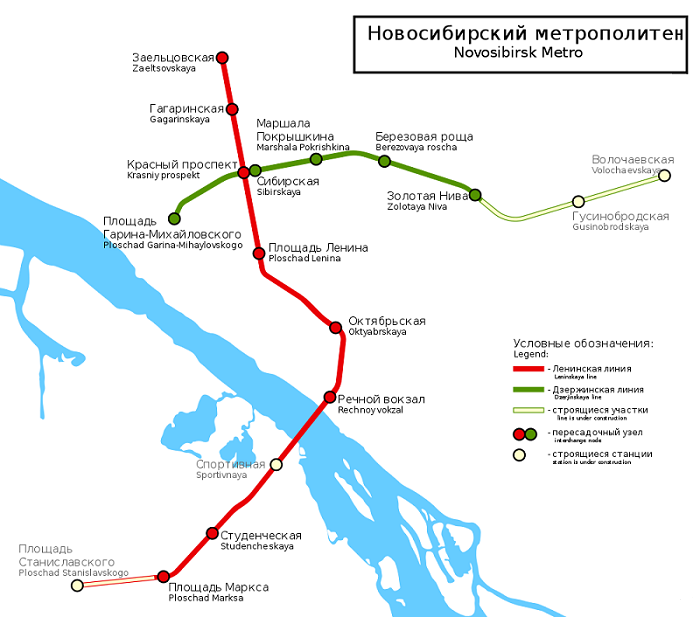 Новосибирский метрополитен
Novosibirsk Metro
Заельцовская
Zaeltsovskaya
Гагаринская
Gagarinskaya
Маршала
Покрышкина
Marshala Pokrishkina
Березовая роща
Berezovaya roscha
Волочаевская
Volochaevskaya
Красный проспект
Krasniy prospekt
Сибирская
Sibirskaya
Золотая Нива
Zolotaya Niva
Гусинобродская
Gusinobrodskaya
Площадь
Гарина-Михайловского
Ploschad Garina-Mihaylovskogo
Площадь Ленина
Ploschad Lenina
Октябрьская
Oktyabrskaya
Речной вокзал
Rechnoy vokzal
Спортивная
Sportivnaya
Студенческая
Studencheskaya
Площадь
Станиславского
Ploschad Stanislavskogo
Площадь Маркса
Ploschad Marksa
Условные обозначения:
Legend:
- Ленинская линия
Leninskaya line
- Дзержинская линия
Dzerjinskaya line
- строящиеся участки
line is under construction
- пересадочный узел
interchange node
- строящиеся станции
station is under construction